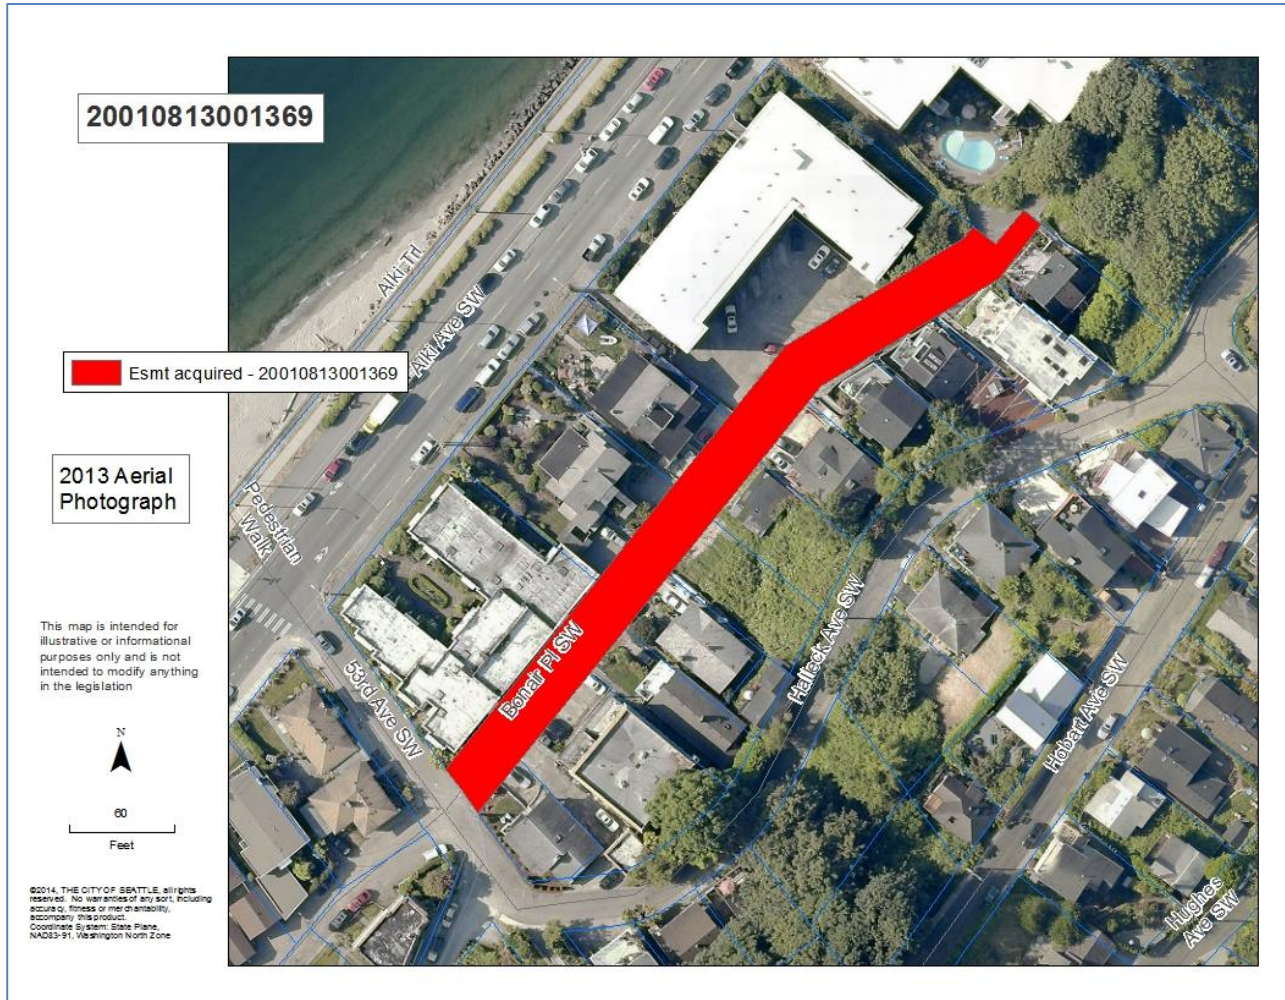 20010813001369
Alki Trl
Alki Ave SW
Esmt acquired - 20010813001369
2013 Aerial
Photograph
Pedestrian
Walk
This map is intended for
illustrative or informational
purposes only and is not
intended to modify anything
in the legislation
53rd Ave SW
Bonair Pl SW
Halleck Ave SW
Hobart Ave SW
Hughes
Ave SW
N
60
Feet
©2014, THE CITY OF SEATTLE, all rights
reserved. No warranties of any sort, including
accuracy, fitness or merchantability,
accompany this product.
Coordinate System: State Plane,
NAD83-91, Washington North Zone